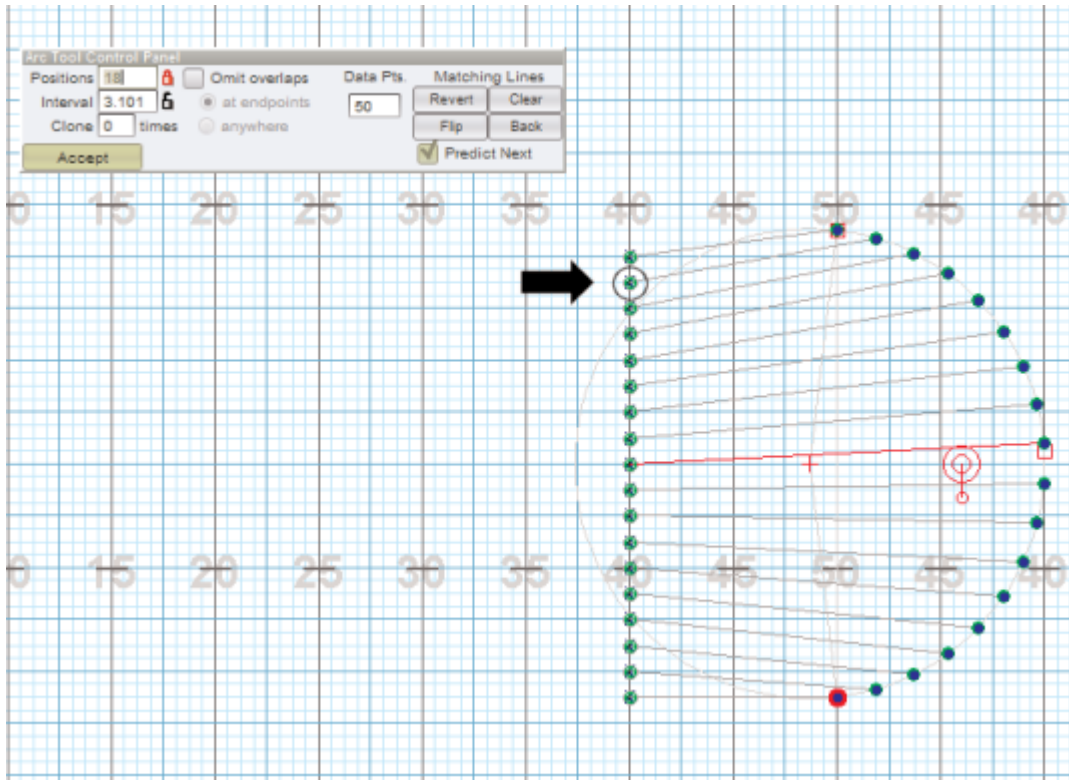 Arc Tool Control Panel
Positions 18 Omit overlaps Data Pts. Matching Lines
Interval 3.101 at endpoints 50 Revert Clear
Clone 0 times anywhere Flip Back
Accept Predict Next
0 15 20 25 30 35 40 45 50 45 40
0 15 20 25 30 35 40 45 50 45 40